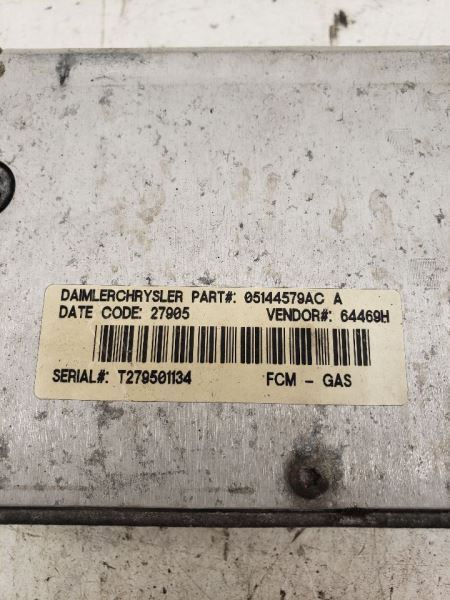 DAIMLERCHRYSLER PART#: 05144579AC A
DATE CODE: 27905 VENDOR#: 64469H
SERIAL#: T279501134 FCM - GAS